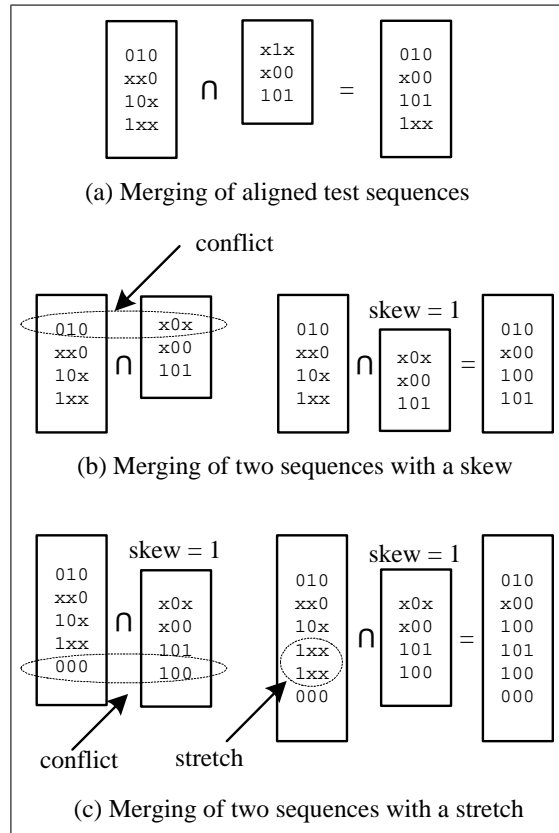 010 x1x 010
xx0 x00 x00
10x ∩ 101 = 101
1xx 1xx
(a) Merging of aligned test sequences
conflict
skew = 1
010 x0x 010 010
xx0 x00 xx0 x0x x00
10x ∩ 101 10x ∩ x00 = 100
1xx 1xx 101 101
(b) Merging of two sequences with a skew
skew = 1 skew = 1
010 010 010
xx0 x0x xx0 x0x x00
10x ∩ x00 10x ∩ x00 = 100
1xx 101 1xx 101 101
000 100 1xx 100 100
000 000
conflict stretch
(c) Merging of two sequences with a stretch